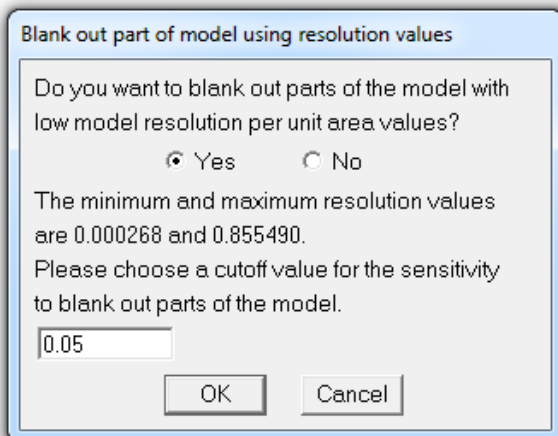 Blank out part of model using resolution values
Do you want to blank out parts of the model with
low model resolution per unit area values?
Yes No
The minimum and maximum resolution values
are 0.000268 and 0.855490.
Please choose a cutoff value for the sensitivity
to blank out parts of the model.
0.05
OK Cancel